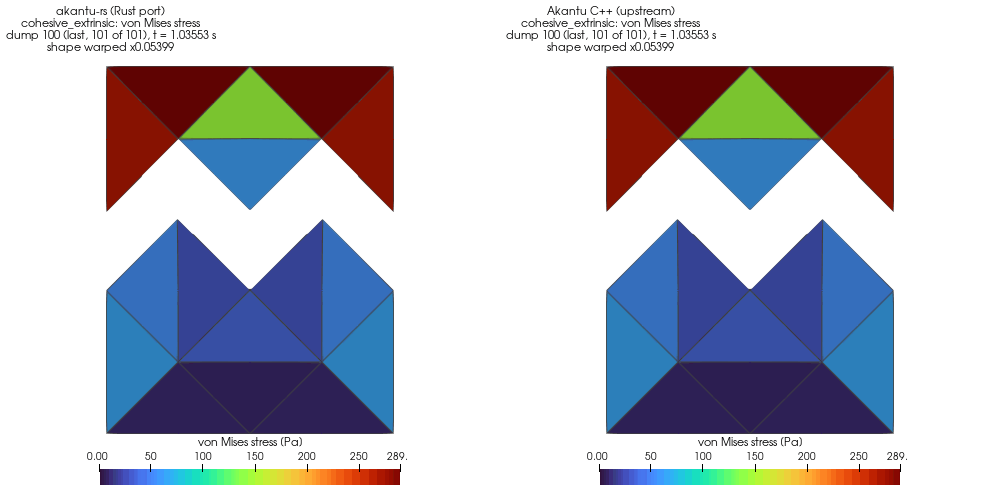 akantu-rs (Rust port)
cohesive_extrinsic: von Mises stress
dump 100 (last, 101 of 101), t = 1.03553 s
shape warped x0.05399
von Mises stress (Pa)
0.00 50 100 150 200 250 289.
Akantu C++ (upstream)
cohesive_extrinsic: von Mises stress
dump 100 (last, 101 of 101), t = 1.03553 s
shape warped x0.05399
von Mises stress (Pa)
0.00 50 100 150 200 250 289.